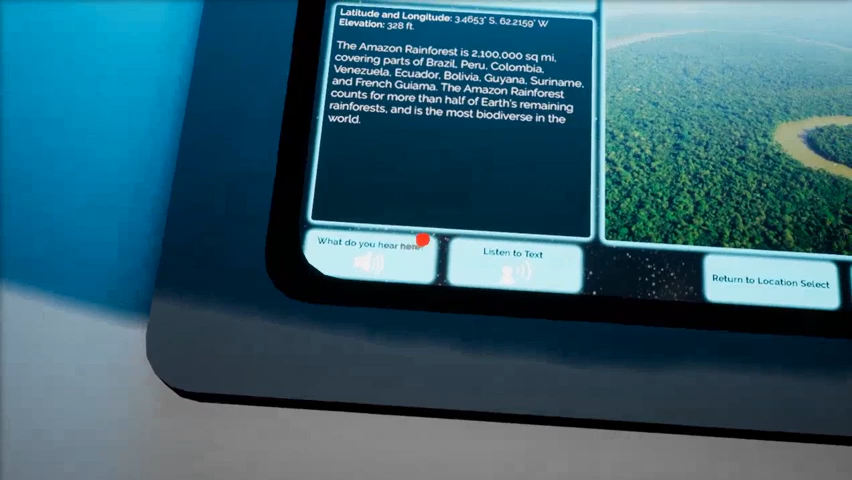 Latitude and Longitude: 3.4653° S, 62.2159° W
Elevation: 328 ft.
The Amazon Rainforest is 2,100,000 sq mi,
covering parts of Brazil, Peru, Colombia,
Venezuela, Ecuador, Bolivia, Guyana, Suriname,
and French Guiama. The Amazon Rainforest
counts for more than half of Earth's remaining
rainforests, and is the most biodiverse in the
world.
What do you hear here?
Listen to Text
Return to Location Select